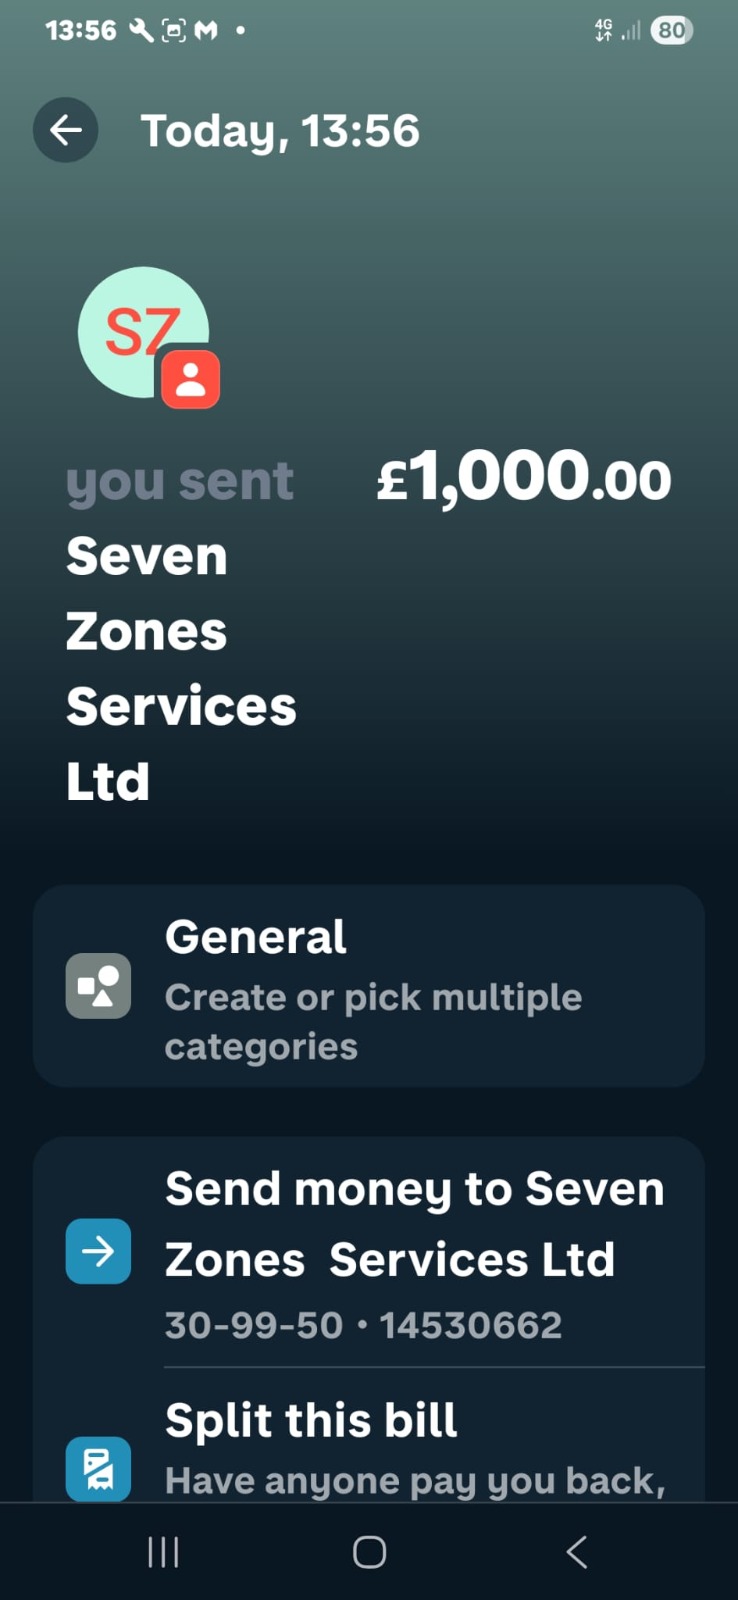 13:56
4G
80
Today, 13:56
SZ
you sent £1,000.00
Seven
Zones
Services
Ltd
General
Create or pick multiple
categories
Send money to Seven
Zones Services Ltd
30-99-50 • 14530662
Split this bill
Have anyone pay you back,